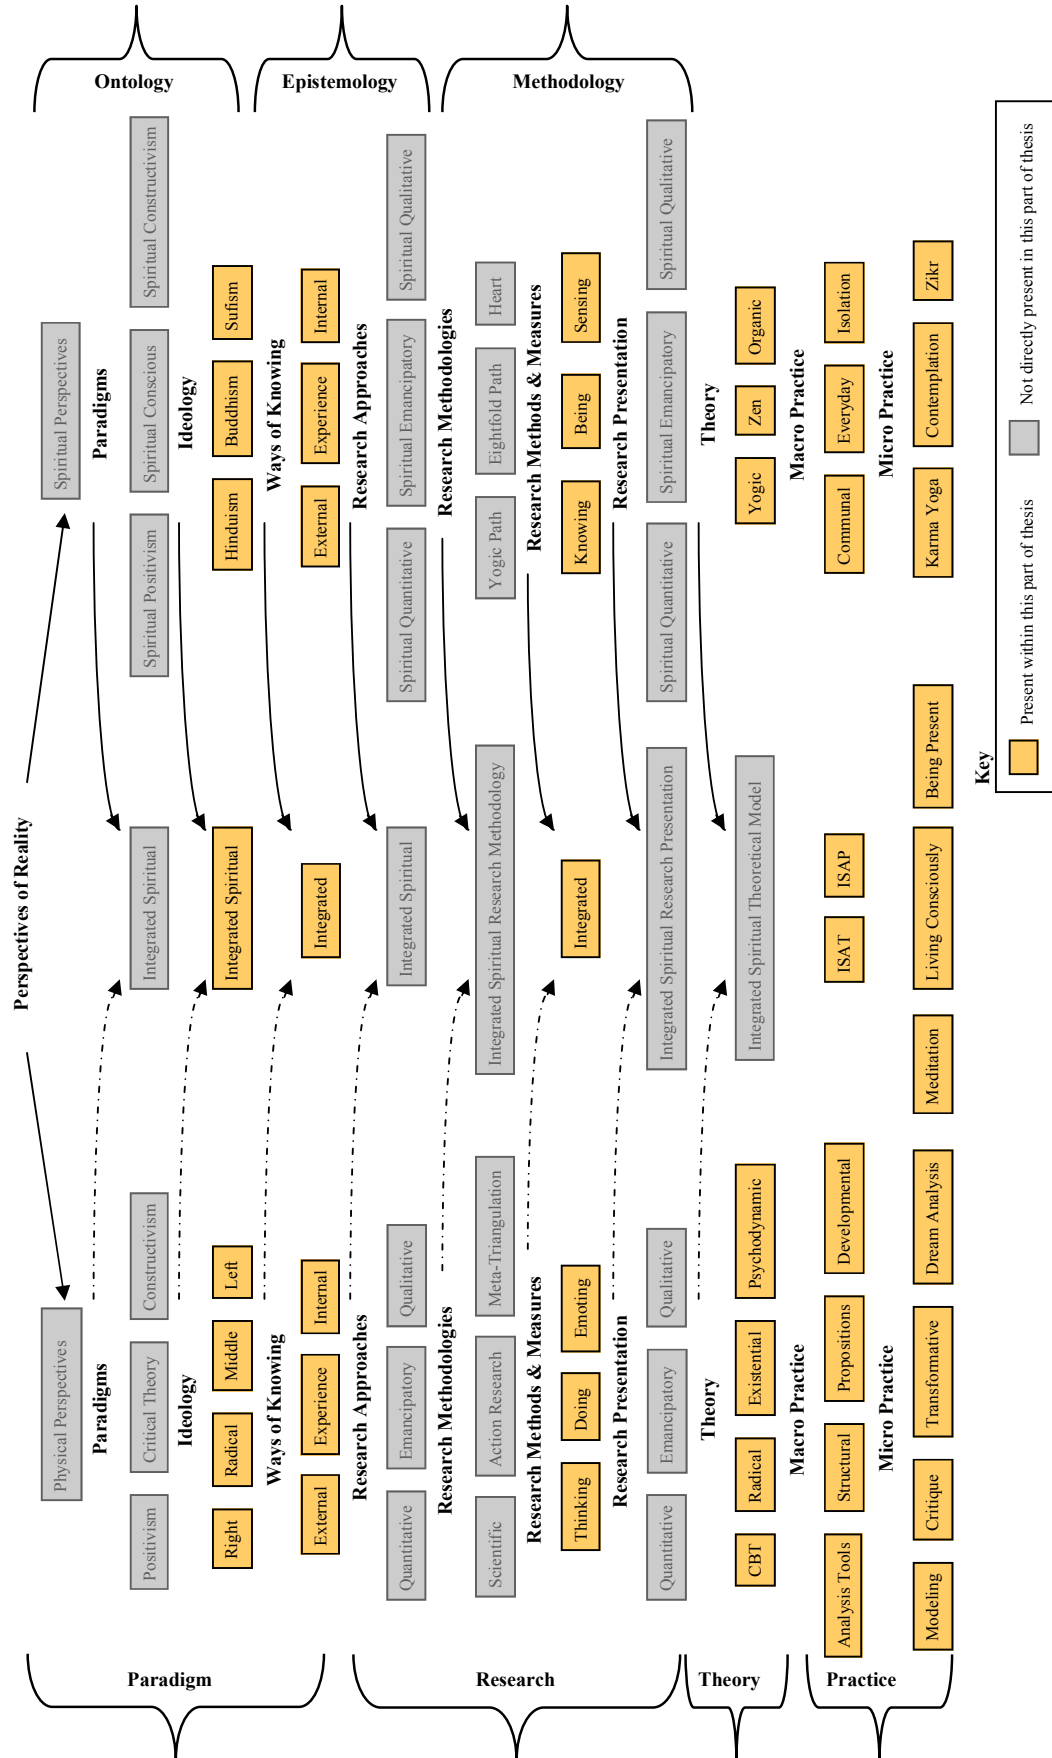 Perspectives of Reality
Physical Perspectives
Spiritual Perspectives
Paradigms
Paradigms
Positivism
Critical Theory
Constructivism
Integrated Spiritual
Spiritual Positivism
Spiritual Conscious
Spiritual Constructivism
Ideology
Ideology
Right
Radical
Middle
Left
Integrated Spiritual
Hinduism
Buddhism
Sufism
Ways of Knowing
Ways of Knowing
External
Experience
Internal
Integrated
External
Experience
Internal
Research Approaches
Research Approaches
Quantitative
Emancipatory
Qualitative
Integrated Spiritual
Spiritual Quantitative
Spiritual Emancipatory
Spiritual Qualitative
Research Methodologies
Research Methodologies
Scientific
Action Research
Meta-Triangulation
Integrated Spiritual Research Methodology
Yogic Path
Eightfold Path
Heart
Research Methods & Measures
Research Methods & Measures
Thinking
Doing
Emoting
Integrated
Knowing
Being
Sensing
Research Presentation
Research Presentation
Quantitative
Emancipatory
Qualitative
Integrated Spiritual Research Presentation
Spiritual Quantitative
Spiritual Emancipatory
Spiritual Qualitative
Theory
Theory
CBT
Radical
Existential
Psychodynamic
Integrated Spiritual Theoretical Model
Yogic
Zen
Organic
Macro Practice
Macro Practice
Analysis Tools
Structural
Propositions
Developmental
ISAT
ISAP
Communal
Everyday
Isolation
Micro Practice
Micro Practice
Modeling
Critique
Transformative
Dream Analysis
Meditation
Living Consciously
Being Present
Karma Yoga
Contemplation
Zikr
Paradigm
Research
Theory
Practice
Ontology
Epistemology
Methodology
Key
Present within this part of thesis
Not directly present in this part of thesis